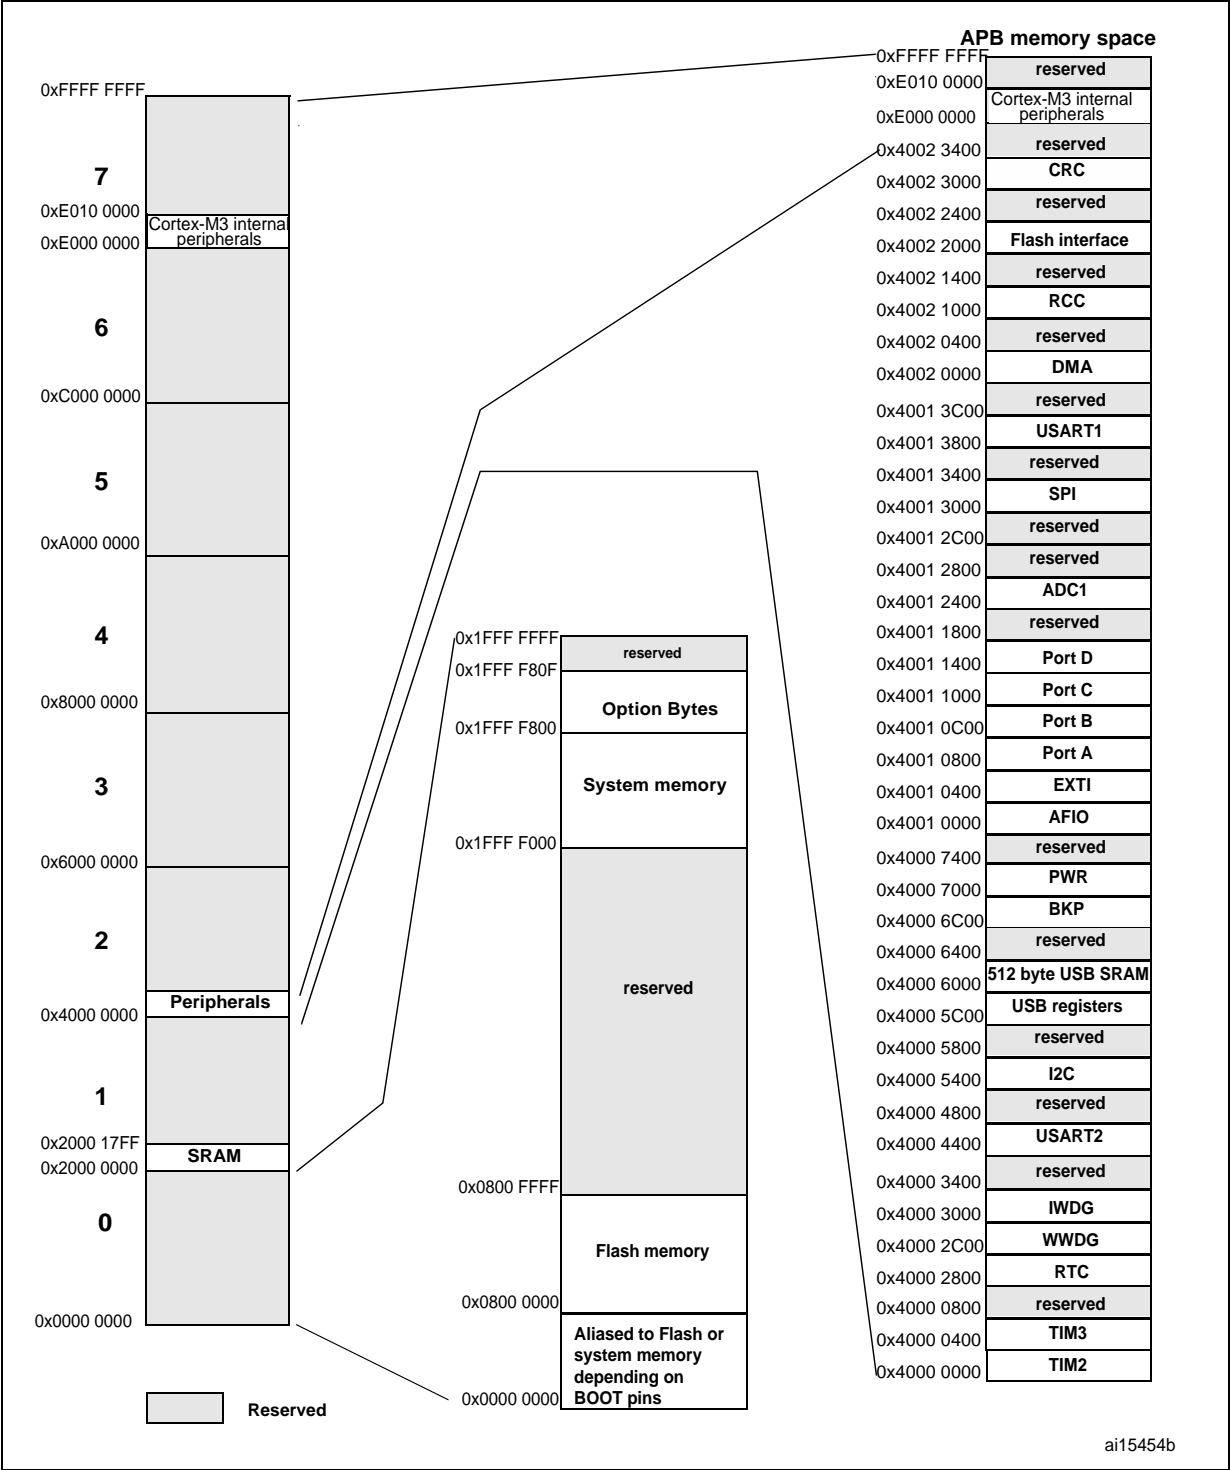 APB memory space
0xFFFF FFFF
7
0xE010 0000
Cortex-M3 internal
peripherals
0xE000 0000
6
0xC000 0000
5
0xA000 0000
4
0x8000 0000
3
0x6000 0000
2
Peripherals
0x4000 0000
1
0x2000 17FF
SRAM
0x2000 0000
0
0x0000 0000
Reserved
0x1FFF FFFF
reserved
0x1FFF F80F
Option Bytes
0x1FFF F800
System memory
0x1FFF F000
reserved
0x0800 FFFF
Flash memory
0x0800 0000
Aliased to Flash or
system memory
depending on
BOOT pins
0x0000 0000
0xFFFF FFFF
reserved
0xE010 0000
Cortex-M3 internal
peripherals
0xE000 0000
reserved
0x4002 3400
CRC
0x4002 3000
reserved
0x4002 2400
Flash interface
0x4002 2000
reserved
0x4002 1400
RCC
0x4002 1000
reserved
0x4002 0400
DMA
0x4002 0000
reserved
0x4001 3C00
USART1
0x4001 3800
reserved
0x4001 3400
SPI
0x4001 3000
reserved
0x4001 2C00
reserved
0x4001 2800
ADC1
0x4001 2400
reserved
0x4001 1800
Port D
0x4001 1400
Port C
0x4001 1000
Port B
0x4001 0C00
Port A
0x4001 0800
EXTI
0x4001 0400
AFIO
0x4001 0000
reserved
0x4000 7400
PWR
0x4000 7000
BKP
0x4000 6C00
reserved
0x4000 6400
512 byte USB SRAM
0x4000 6000
USB registers
0x4000 5C00
reserved
0x4000 5800
I2C
0x4000 5400
reserved
0x4000 4800
USART2
0x4000 4400
reserved
0x4000 3400
IWDG
0x4000 3000
WWDG
0x4000 2C00
RTC
0x4000 2800
reserved
0x4000 0800
TIM3
0x4000 0400
TIM2
0x4000 0000
ai15454b